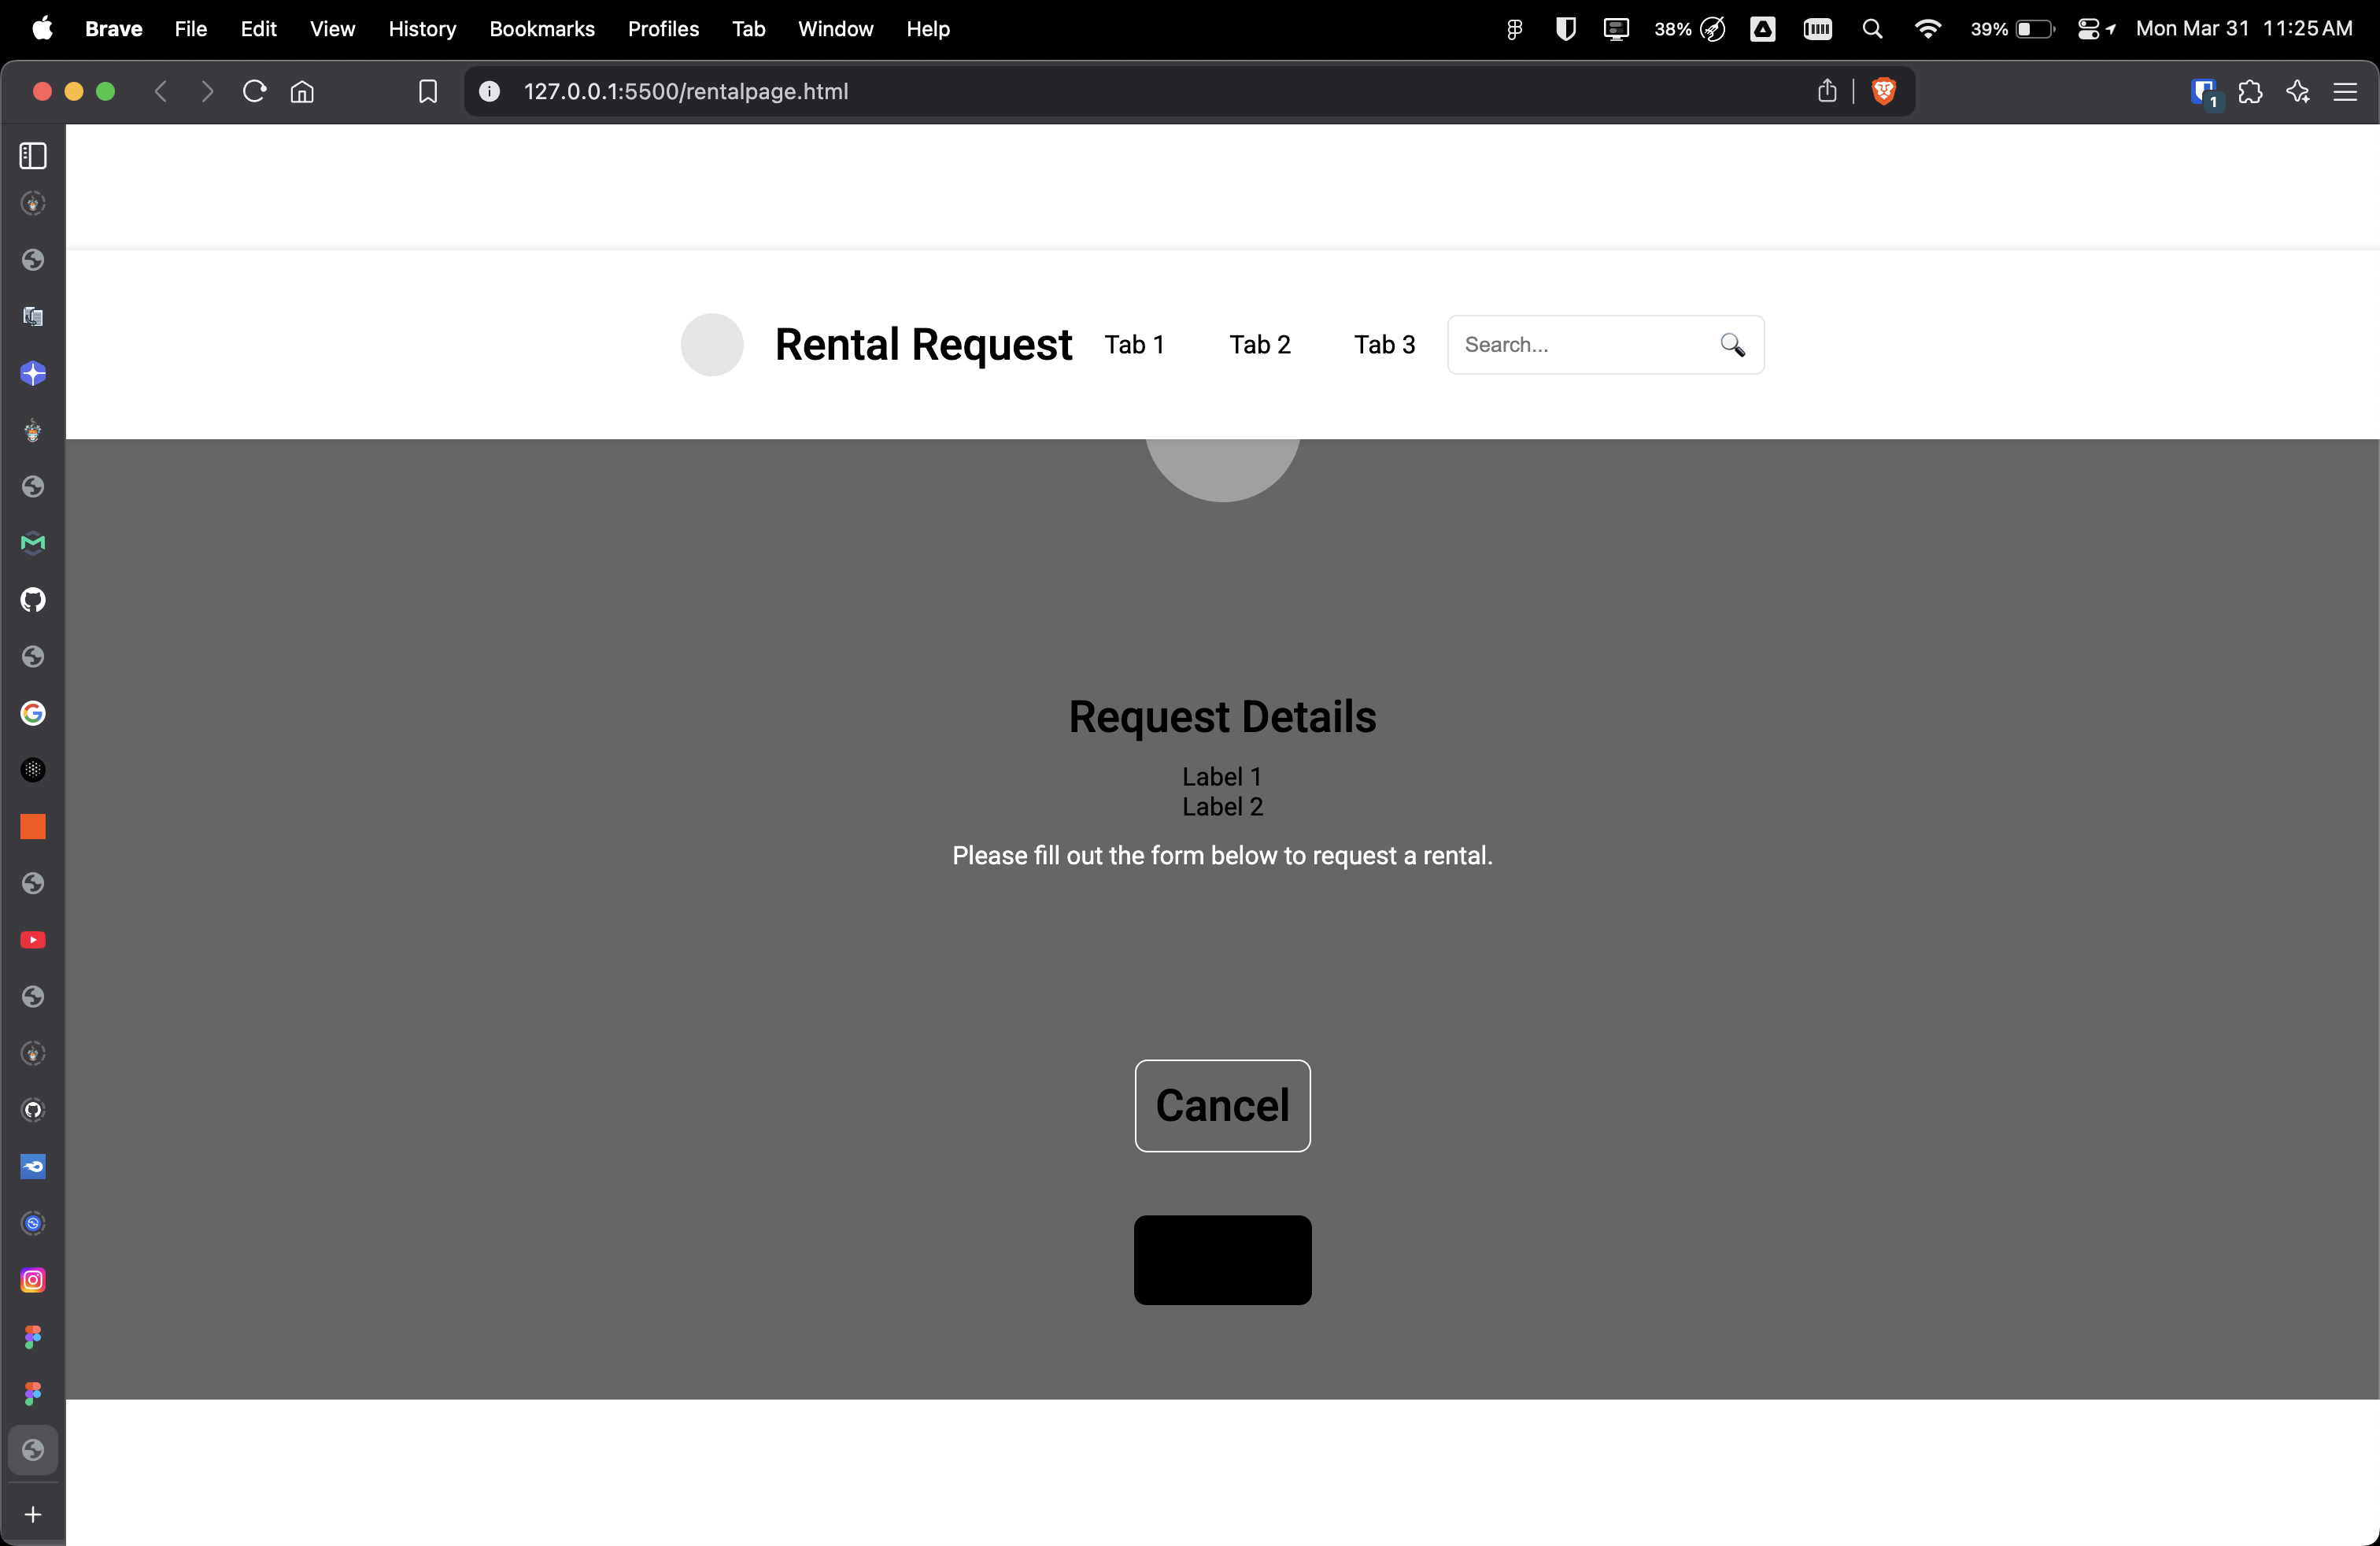 Brave File Edit View History Bookmarks Profiles Tab Window Help 38% 39% Mon Mar 31 11:25 AM
127.0.0.1:5500/rentalpage.html
1
Rental Request Tab 1 Tab 2 Tab 3 Search...
Request Details
Label 1
Label 2
Please fill out the form below to request a rental.
Cancel